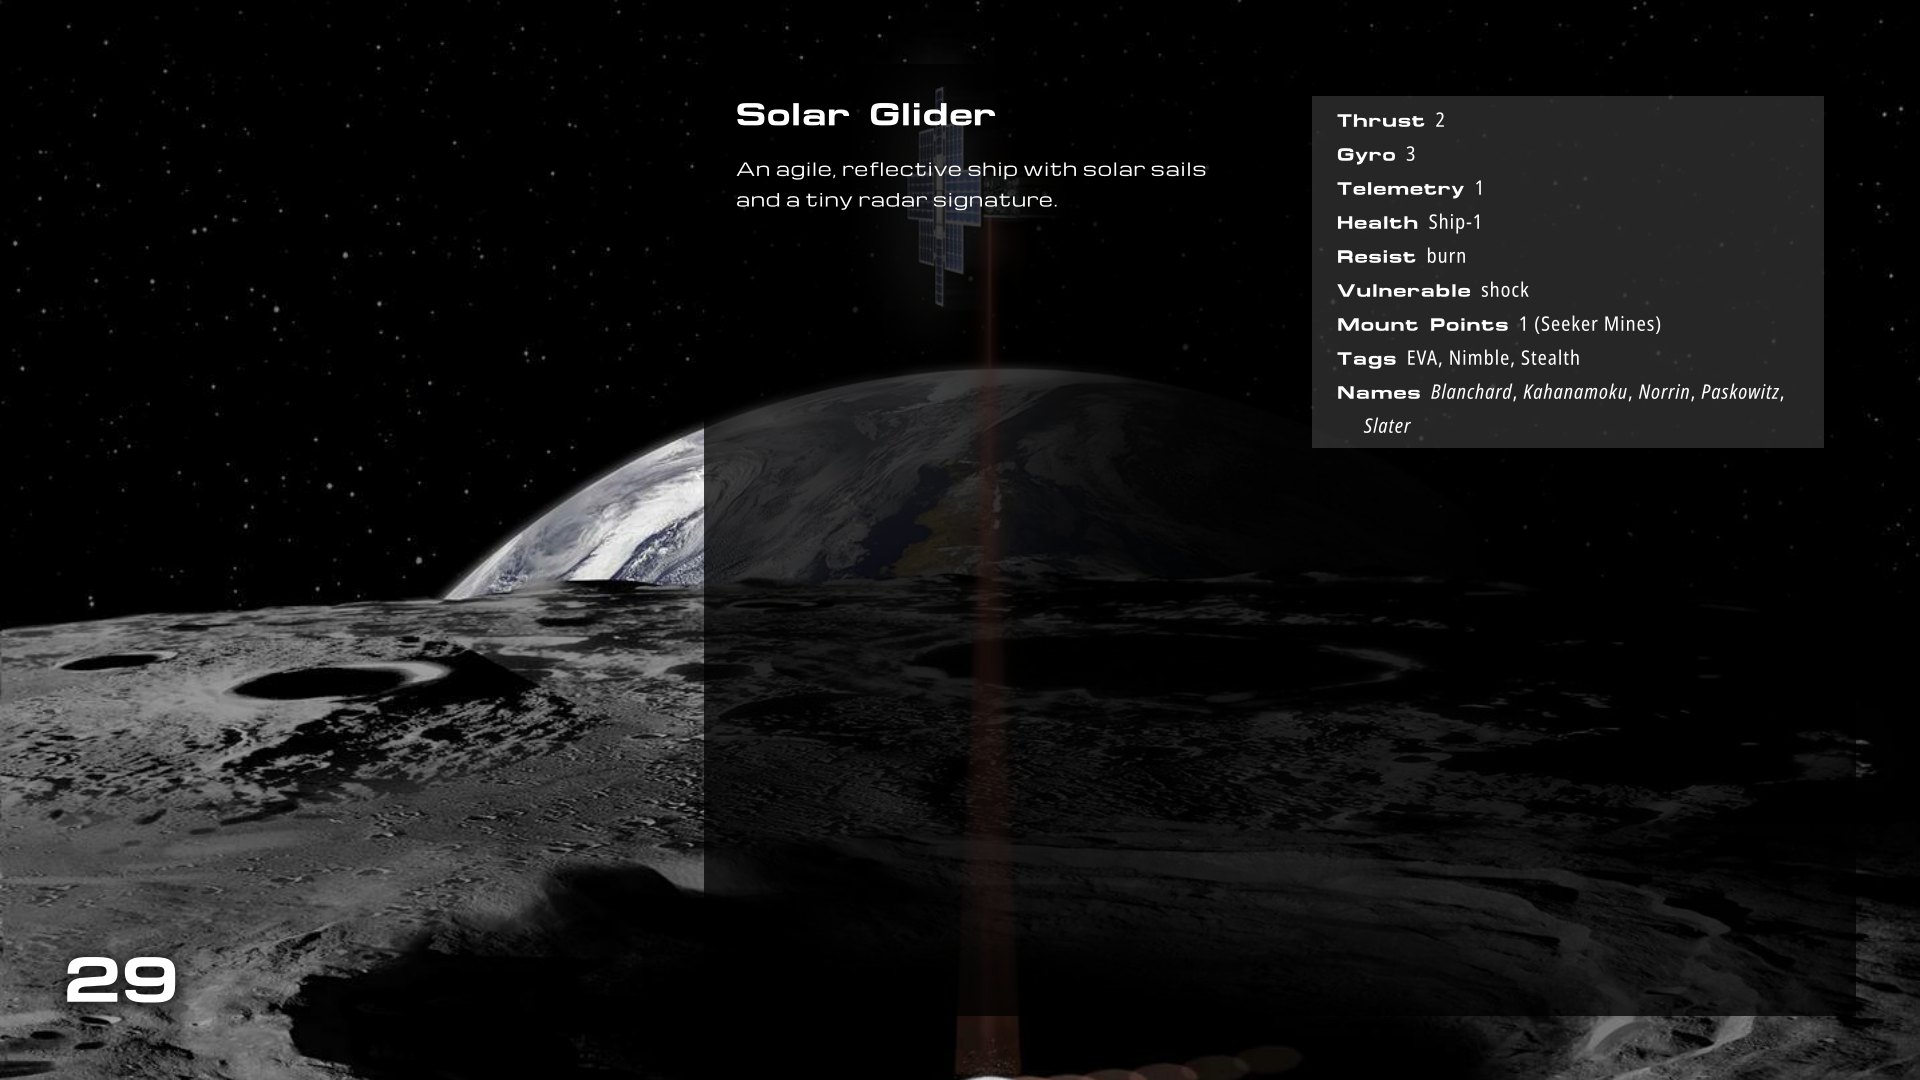 Solar Glider
An agile, reflective ship with solar sails
and a tiny radar signature.
Thrust 2
Gyro 3
Telemetry 1
Health Ship-1
Resist burn
Vulnerable shock
Mount Points 1 (Seeker Mines)
Tags EVA, Nimble, Stealth
Names Blanchard, Kahanamoku, Norrin, Paskowitz,
Slater
29